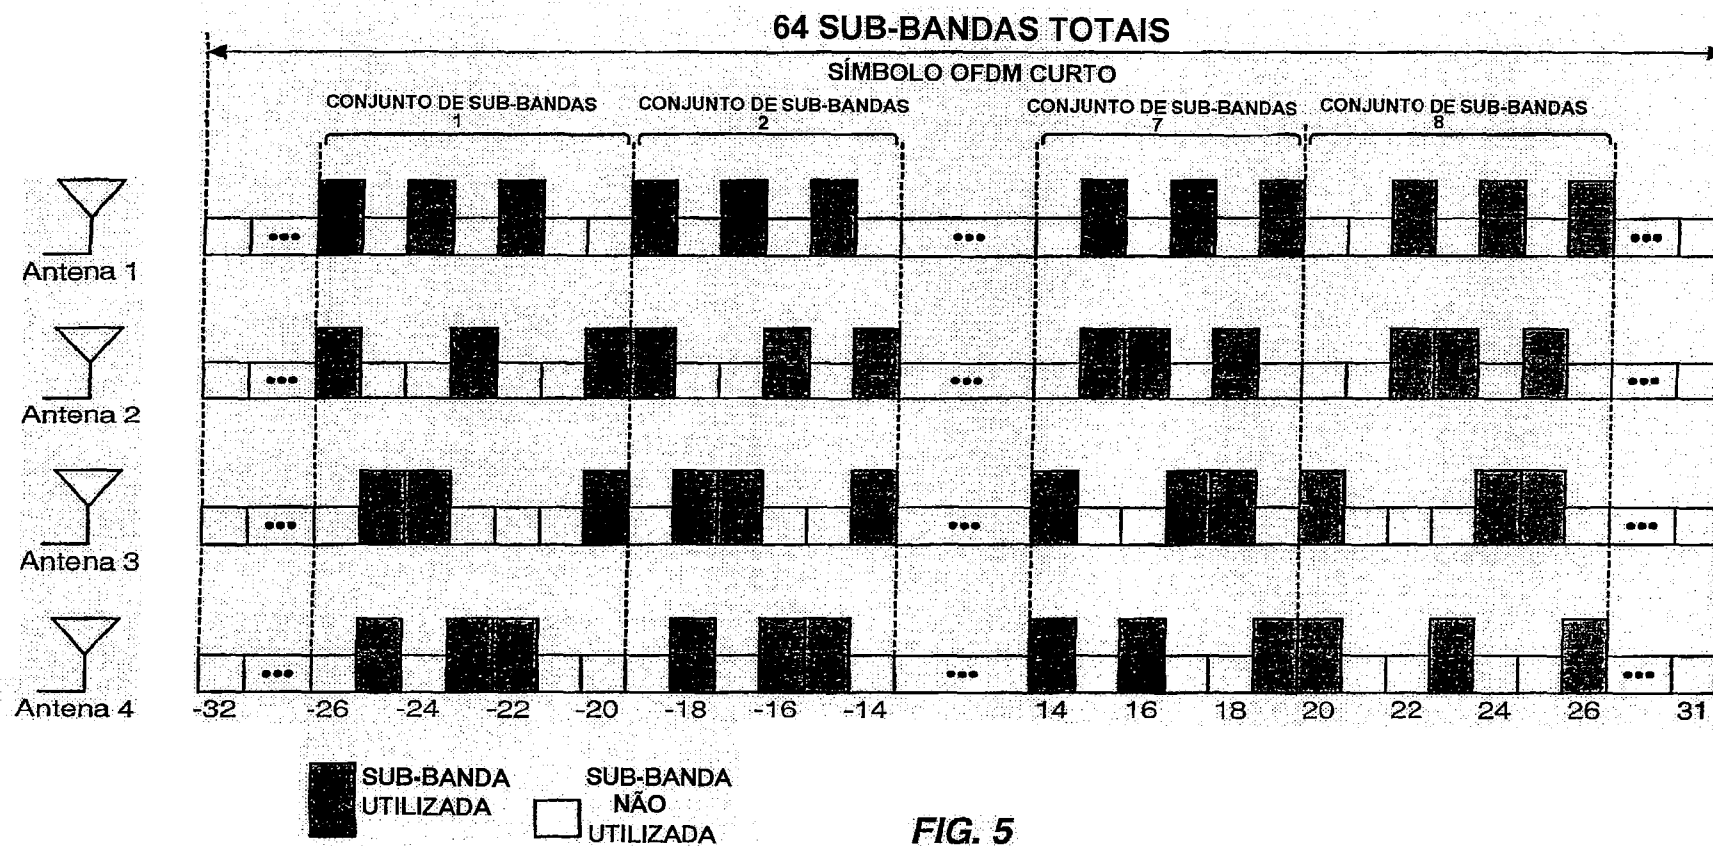 64 SUB-BANDAS TOTAIS
SÍMBOLO OFDM CURTO
CONJUNTO DE SUB-BANDAS 1
CONJUNTO DE SUB-BANDAS 2
CONJUNTO DE SUB-BANDAS 7
CONJUNTO DE SUB-BANDAS 8
Antena 1
Antena 2
Antena 3
Antena 4
-32 -26 -24 -22 -20 -18 -16 -14 14 16 18 20 22 24 26 31
SUB-BANDA
UTILIZADA
SUB-BANDA
NÃO
UTILIZADA
FIG. 5